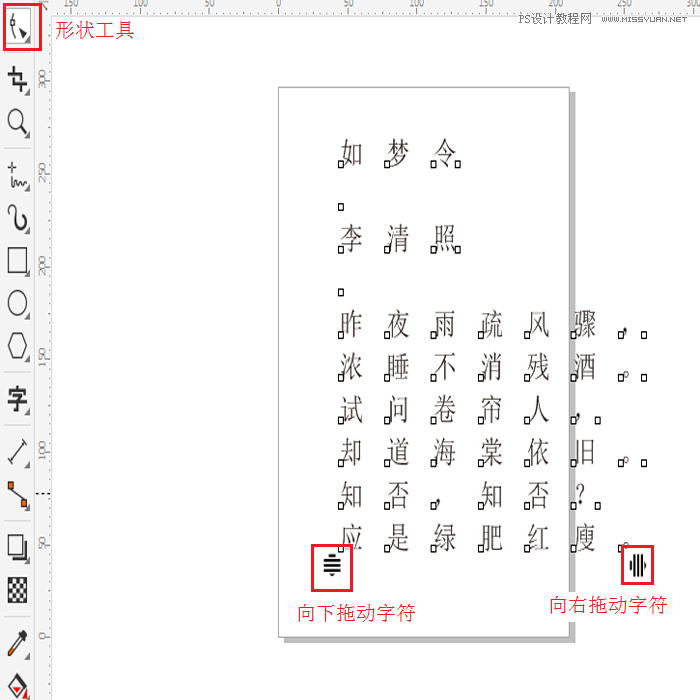 形状工具
PS设计教程网 WWW.MISSYUAN.NET
50 100 150 200 250 300
如梦令
李清照
昨夜雨疏风骤，
浓睡不消残酒。
试问卷帘人，
却道海棠依旧。
知否，知否？
应是绿肥红瘦。
向下拖动字符
向右拖动字符
字
300
250
200
150
100
50
0